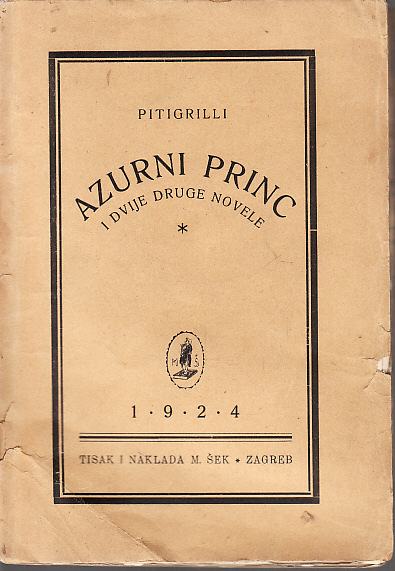 PITIGRILLI
AZURNI PRINC
I DVIJE DRUGE NOVELE
*
M Š
1 · 9 · 2 · 4
TISAK I NAKLADA M. ŠEK * ZAGREB